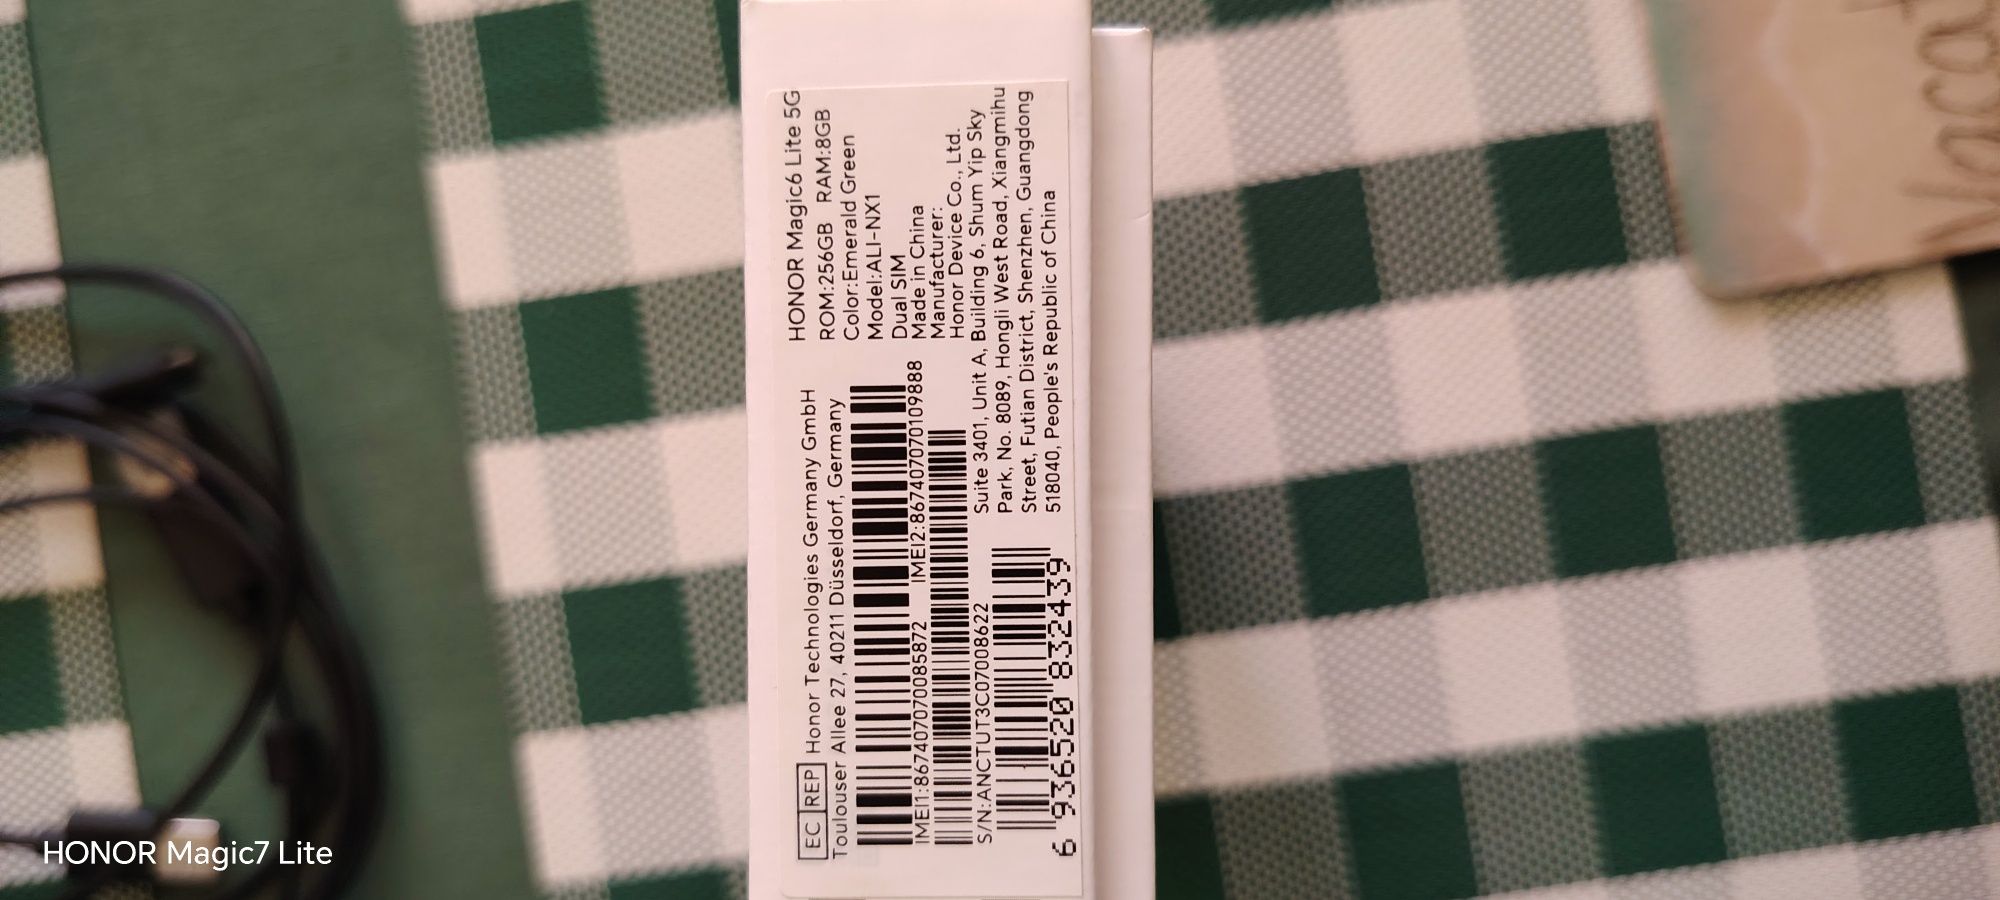 HONOR Magic6 Lite 5G
ROM:256GB RAM:8GB
Color:Emerald Green
Model:ALI-NX1
Dual SIM
Made in China
Manufacturer:
Honor Device Co., Ltd.
Suite 3401, Unit A, Building 6, Shum Yip Sky
Park, No. 8089, Hongli West Road, Xiangmihu
Street, Futian District, Shenzhen, Guangdong
518040, People's Republic of China
EC REP Honor Technologies Germany GmbH
Toulouser Allee 27, 40211 Düsseldorf, Germany
IMEI1:867407070085872 IMEI2:867407070109888
S/N:ANCTUT3C07008622
6 936520 832439
HONOR Magic7 Lite